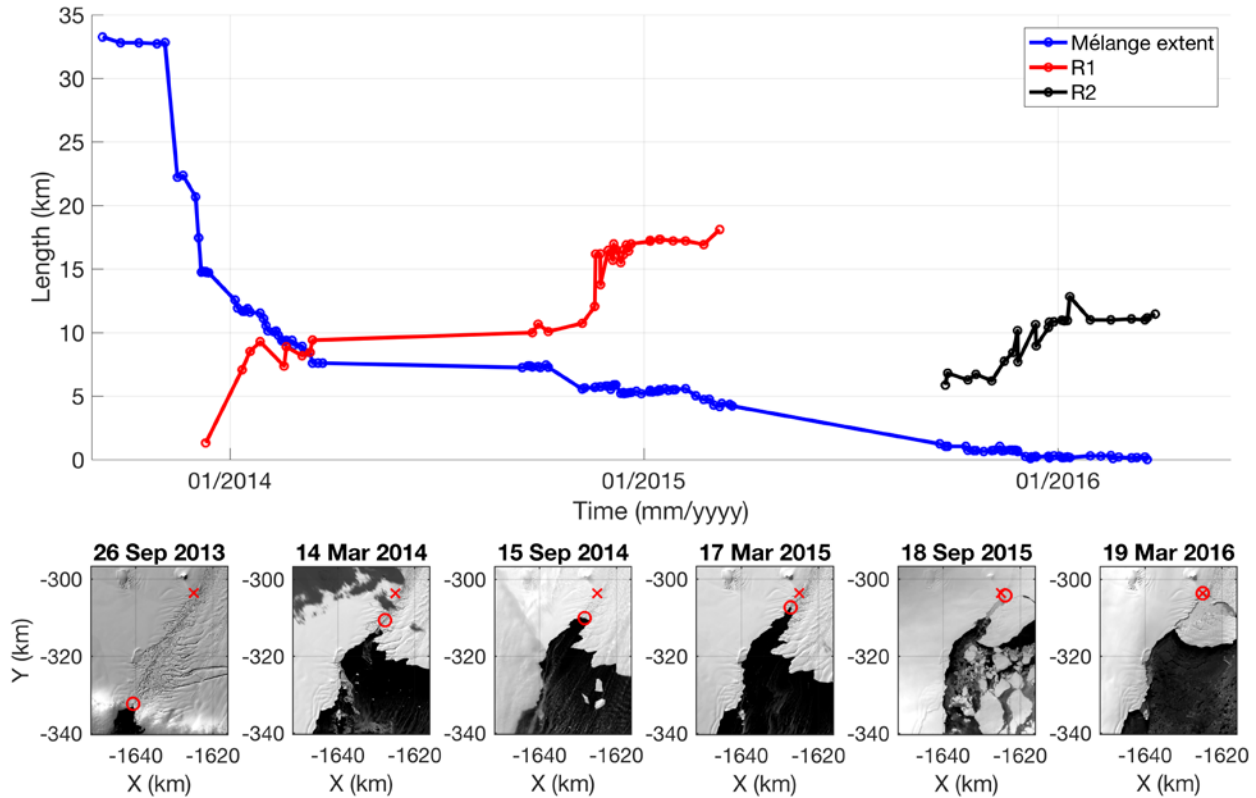 35
30
25
20
15
10
5
0
Length (km)
Mélange extent
R1
R2
01/2014
01/2015
01/2016
Time (mm/yyyy)
26 Sep 2013
14 Mar 2014
15 Sep 2014
17 Mar 2015
18 Sep 2015
19 Mar 2016
-300 -300 -300 -300 -300 -300
-320 -320 -320 -320 -320 -320
-340 -340 -340 -340 -340 -340
Y (km)
-1640 -1620 -1640 -1620 -1640 -1620 -1640 -1620 -1640 -1620 -1640 -1620
X (km) X (km) X (km) X (km) X (km) X (km)